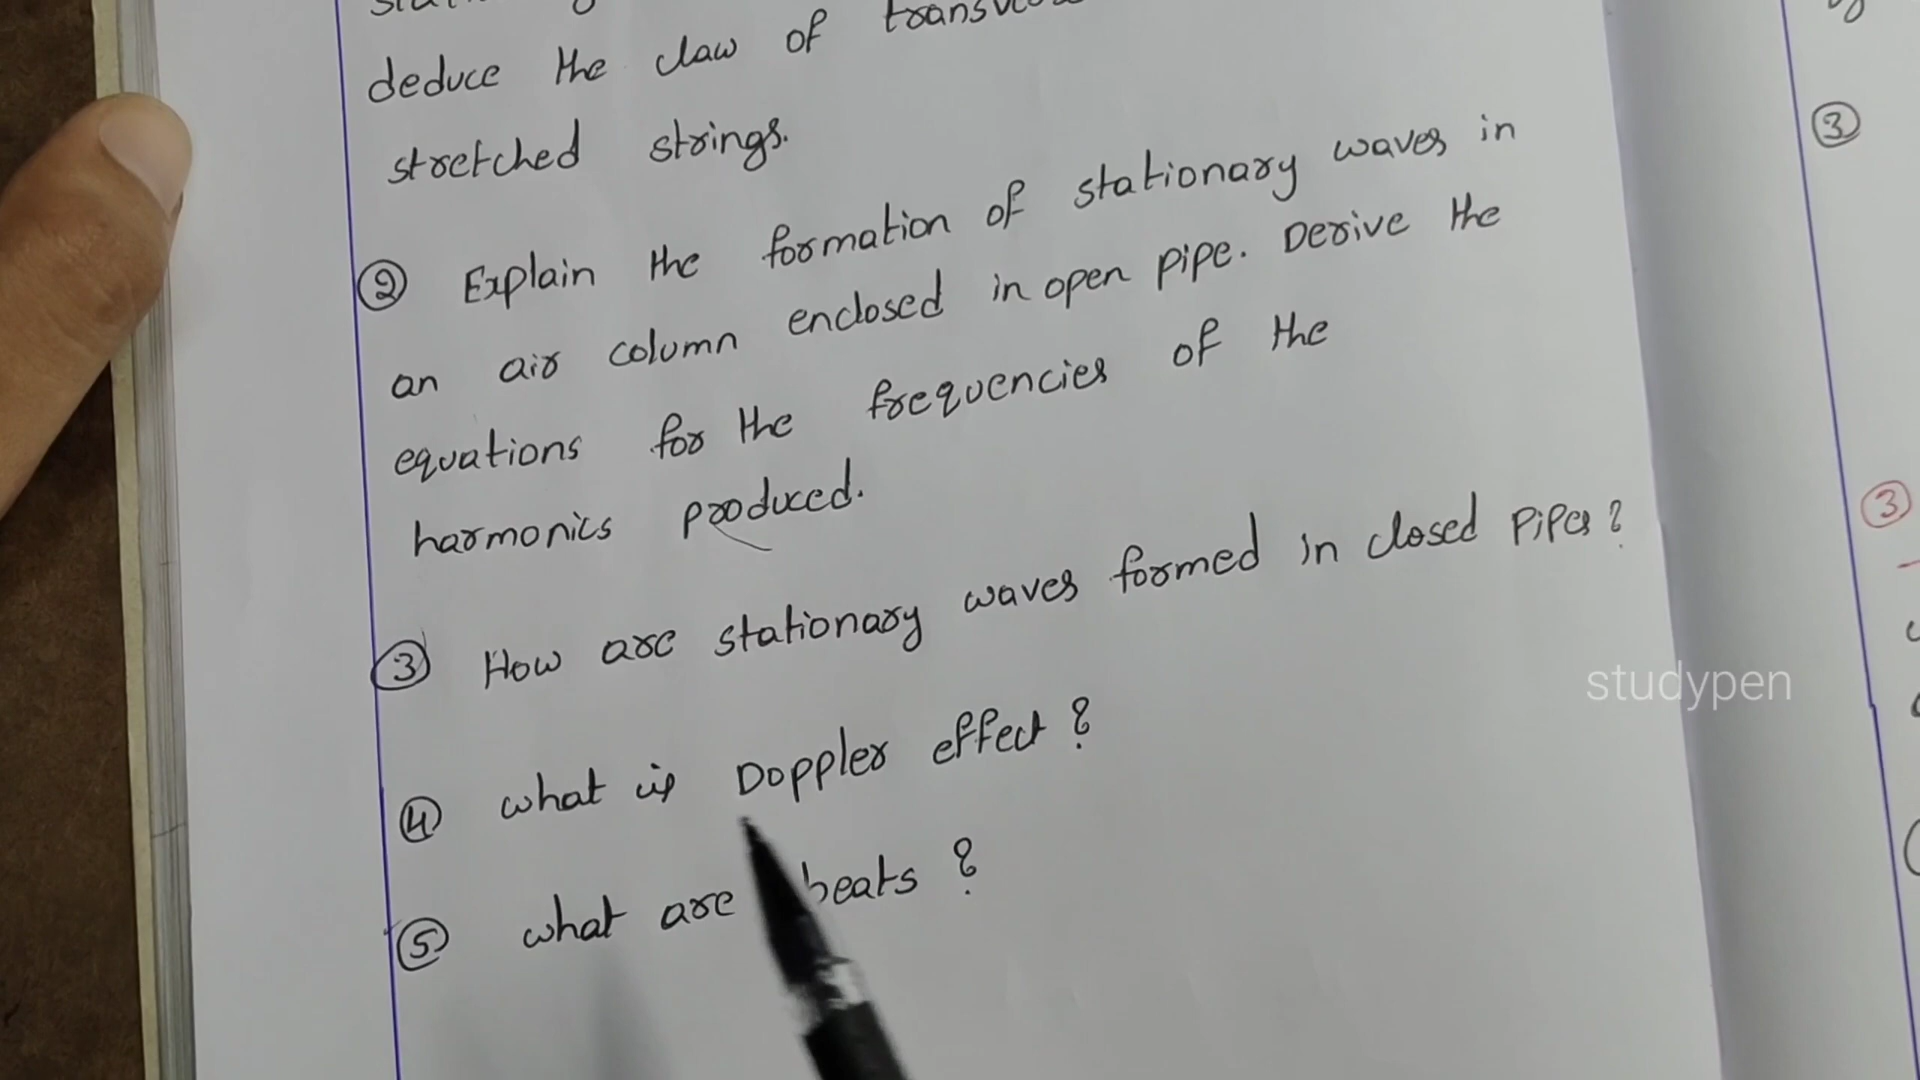 deduce the claw of
stretched strings.
② Explain the formation of stationary waves in
an air column enclosed in open pipe. Derive the
equations for the frequencies of the
harmonics produced.
③ How are stationary waves formed in closed pipes?
④ what is Doppler effect?
⑤ what are beats?
③
③
studypen